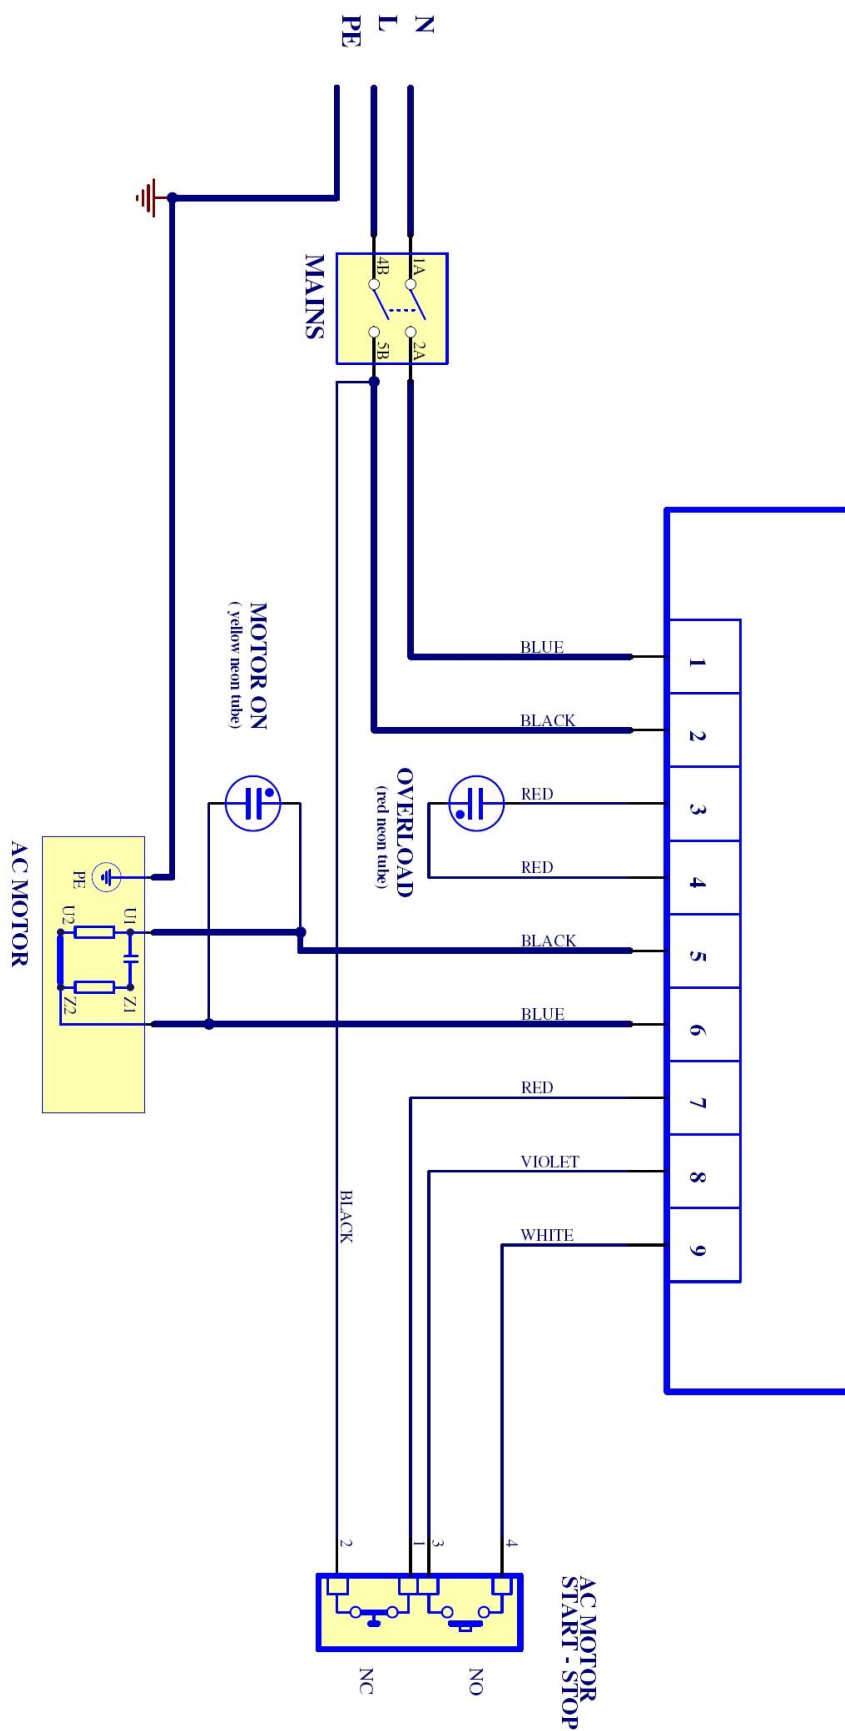 N
L
PE
1A
4B
2A
5B
MAINS
BLUE
1
BLACK
2
MOTOR ON
( yellow neon tube)
OVERLOAD
(red neon tube)
RED
3
RED
4
AC MOTOR
PE
U2
U1
Z2
Z1
BLACK
5
BLUE
6
RED
7
VIOLET
8
WHITE
9
BLACK
2
1
3
4
AC MOTOR
START - STOP
NC
NO